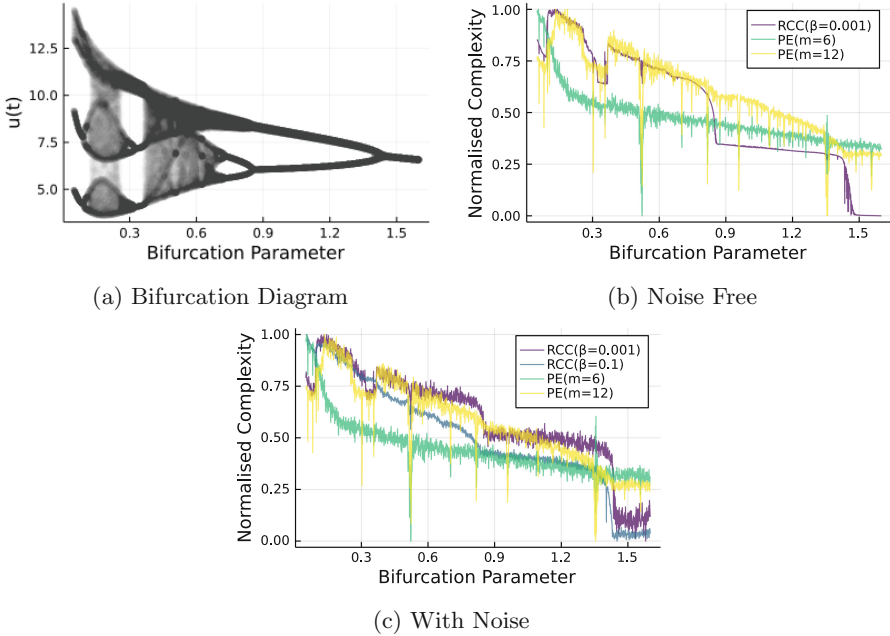 12.5
10.0
7.5
5.0
u(t)
0.3
0.6
0.9
1.2
1.5
Bifurcation Parameter
(a) Bifurcation Diagram
1.00
0.75
0.50
0.25
0.00
Normalised Complexity
RCC(β=0.001)
PE(m=6)
PE(m=12)
0.3
0.6
0.9
1.2
1.5
Bifurcation Parameter
(b) Noise Free
1.00
0.75
0.50
0.25
0.00
Normalised Complexity
RCC(β=0.001)
RCC(β=0.1)
PE(m=6)
PE(m=12)
0.3
0.6
0.9
1.2
1.5
Bifurcation Parameter
(c) With Noise